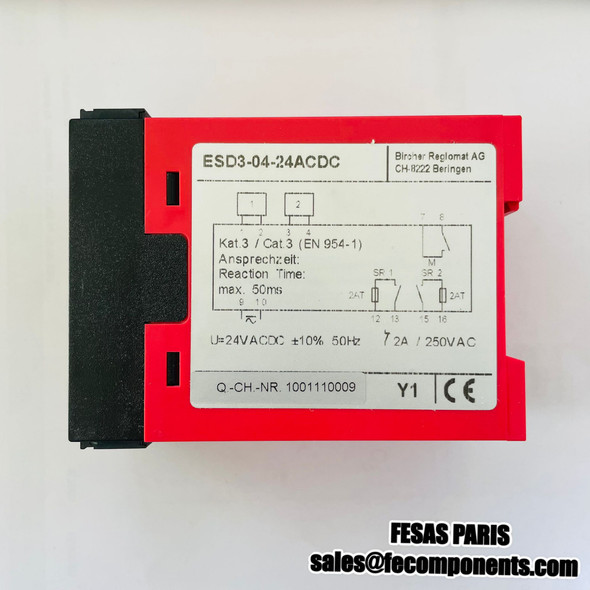 ESD3-04-24ACDC
Bircher Reglomat AG
CH-8222 Beringen
1 2
1 2 3 4
7 8
Kat.3 / Cat.3 (EN 954-1)
Ansprechzeit:
Reaction Time:
max. 50ms
M
SR 1 SR 2
2AT 2AT
9 10
12 13 15 16
U=24VACDC ±10% 50Hz
2A / 250VAC
Q.-CH.-NR. 1001110009
Y1
CE
FESAS PARIS
sales@fecomponents.com